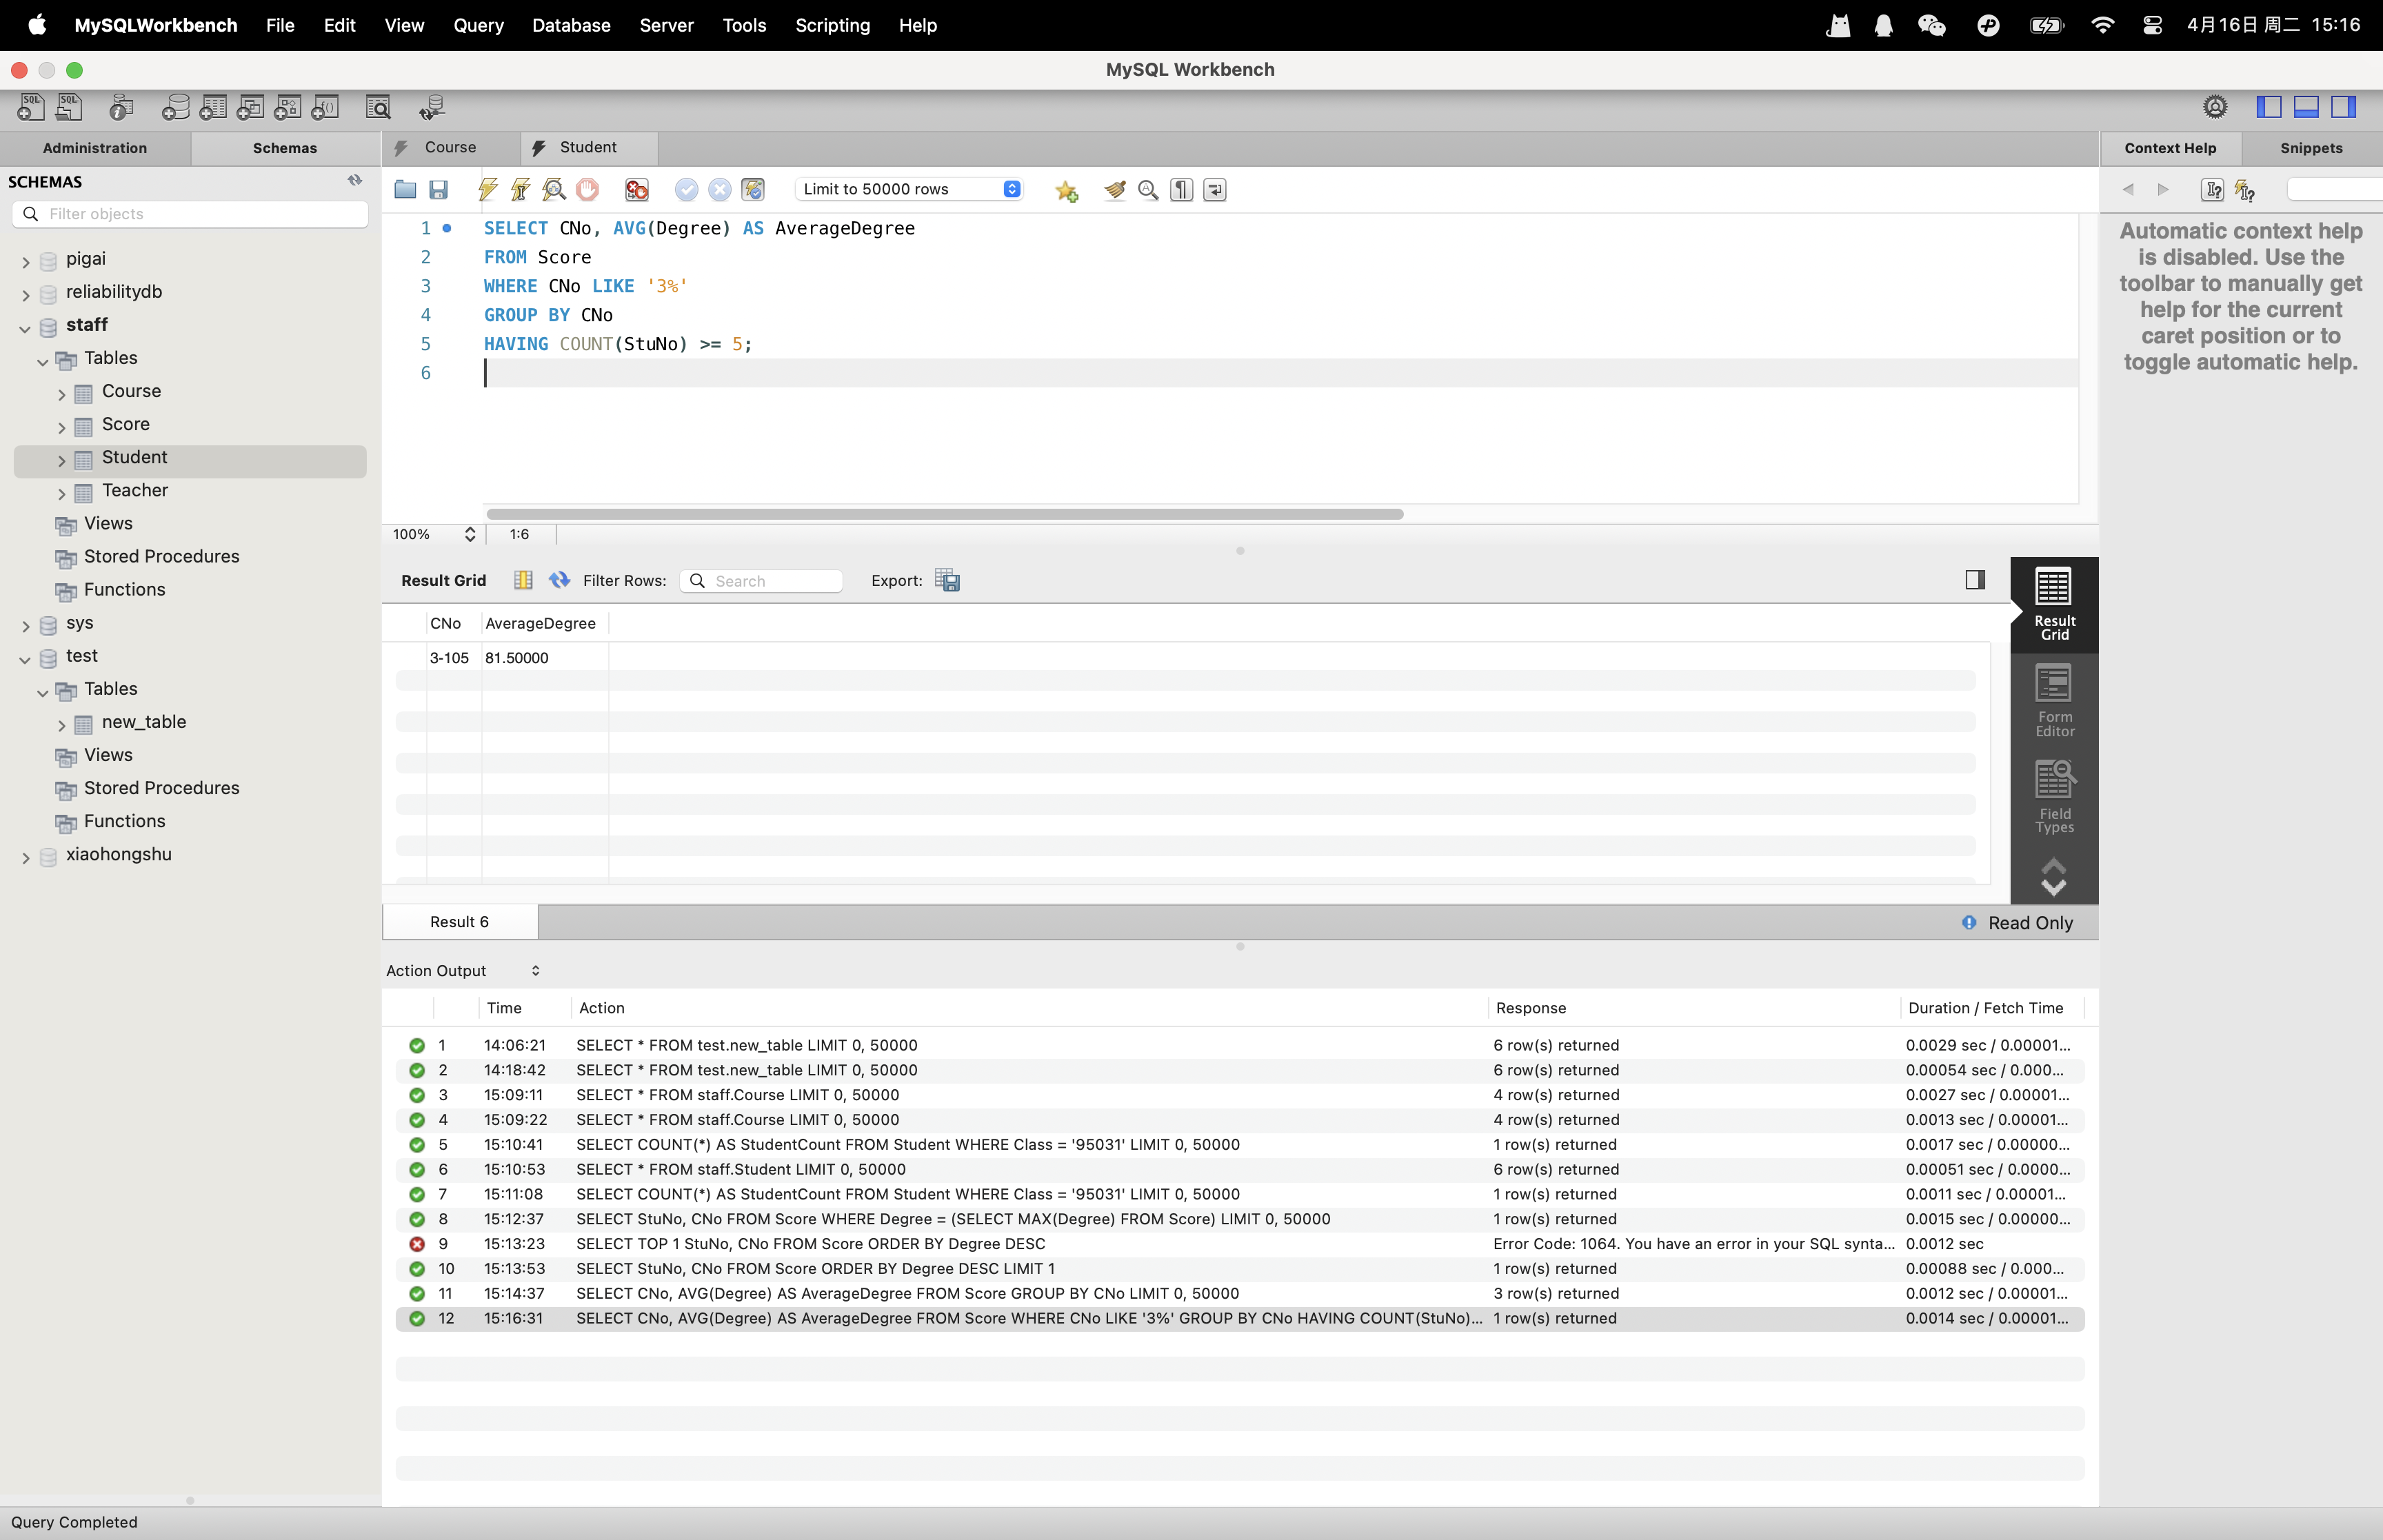 MySQLWorkbench File Edit View Query Database Server Tools Scripting Help 4月16日 周二 15:16
MySQL Workbench
Administration Schemas Course Student Context Help Snippets
SCHEMAS
Filter objects
pigai
reliabilitydb
staff
Tables
Course
Score
Student
Teacher
Views
Stored Procedures
Functions
sys
test
Tables
new_table
Views
Stored Procedures
Functions
xiaohongshu
Limit to 50000 rows
1 SELECT CNo, AVG(Degree) AS AverageDegree
2 FROM Score
3 WHERE CNo LIKE '3%'
4 GROUP BY CNo
5 HAVING COUNT(StuNo) >= 5;
6
100% 1:6
Result Grid Filter Rows: Search Export:
CNo AverageDegree
3-105 81.50000
Result
Grid
Form
Editor
Field
Types
Result 6 Read Only
Action Output
Time Action Response Duration / Fetch Time
1 14:06:21 SELECT * FROM test.new_table LIMIT 0, 50000 6 row(s) returned 0.0029 sec / 0.00001...
2 14:18:42 SELECT * FROM test.new_table LIMIT 0, 50000 6 row(s) returned 0.00054 sec / 0.000...
3 15:09:11 SELECT * FROM staff.Course LIMIT 0, 50000 4 row(s) returned 0.0027 sec / 0.00001...
4 15:09:22 SELECT * FROM staff.Course LIMIT 0, 50000 4 row(s) returned 0.0013 sec / 0.00001...
5 15:10:41 SELECT COUNT(*) AS StudentCount FROM Student WHERE Class = '95031' LIMIT 0, 50000 1 row(s) returned 0.0017 sec / 0.00000...
6 15:10:53 SELECT * FROM staff.Student LIMIT 0, 50000 6 row(s) returned 0.00051 sec / 0.0000...
7 15:11:08 SELECT COUNT(*) AS StudentCount FROM Student WHERE Class = '95031' LIMIT 0, 50000 1 row(s) returned 0.0011 sec / 0.00001...
8 15:12:37 SELECT StuNo, CNo FROM Score WHERE Degree = (SELECT MAX(Degree) FROM Score) LIMIT 0, 50000 1 row(s) returned 0.0015 sec / 0.00000...
9 15:13:23 SELECT TOP 1 StuNo, CNo FROM Score ORDER BY Degree DESC Error Code: 1064. You have an error in your SQL synta... 0.0012 sec
10 15:13:53 SELECT StuNo, CNo FROM Score ORDER BY Degree DESC LIMIT 1 1 row(s) returned 0.00088 sec / 0.000...
11 15:14:37 SELECT CNo, AVG(Degree) AS AverageDegree FROM Score GROUP BY CNo LIMIT 0, 50000 3 row(s) returned 0.0012 sec / 0.00001...
12 15:16:31 SELECT CNo, AVG(Degree) AS AverageDegree FROM Score WHERE CNo LIKE '3%' GROUP BY CNo HAVING COUNT(StuNo)... 1 row(s) returned 0.0014 sec / 0.00001...
Automatic context help
is disabled. Use the
toolbar to manually get
help for the current
caret position or to
toggle automatic help.
Query Completed